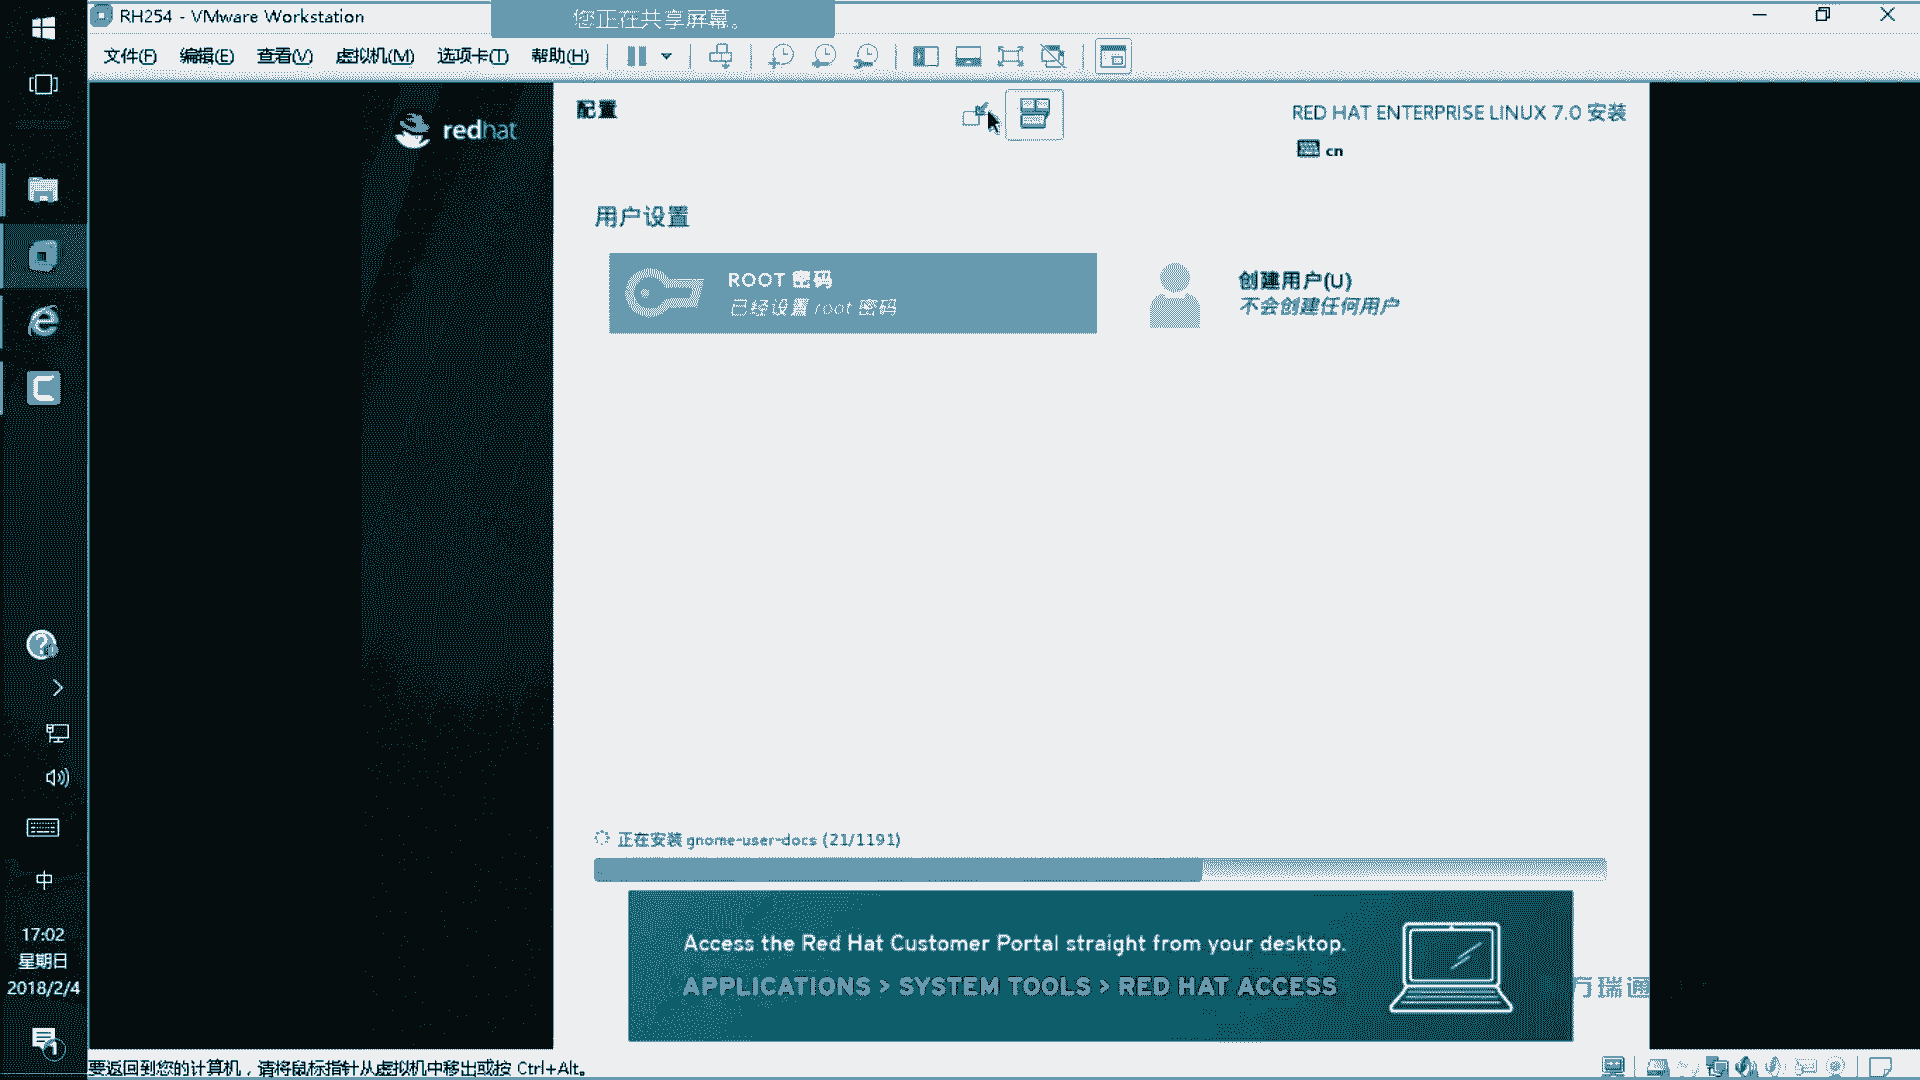 RH254 - VMware Workstation
您正在共享屏幕。
文件(F) 编辑(E) 查看(V) 虚拟机(M) 选项卡(T) 帮助(H)
redhat
配置
RED HAT ENTERPRISE LINUX 7.0 安装
cn
用户设置
ROOT 密码
已经设置 root 密码
创建用户(U)
不会创建任何用户
正在安装 gnome-user-docs (21/1191)
Access the Red Hat Customer Portal straight from your desktop.
APPLICATIONS > SYSTEM TOOLS > RED HAT ACCESS
方瑞通
中
17:02
星期日
2018/2/4
1
要返回到您的计算机，请将鼠标指针从虚拟机中移出或按 Ctrl+Alt。